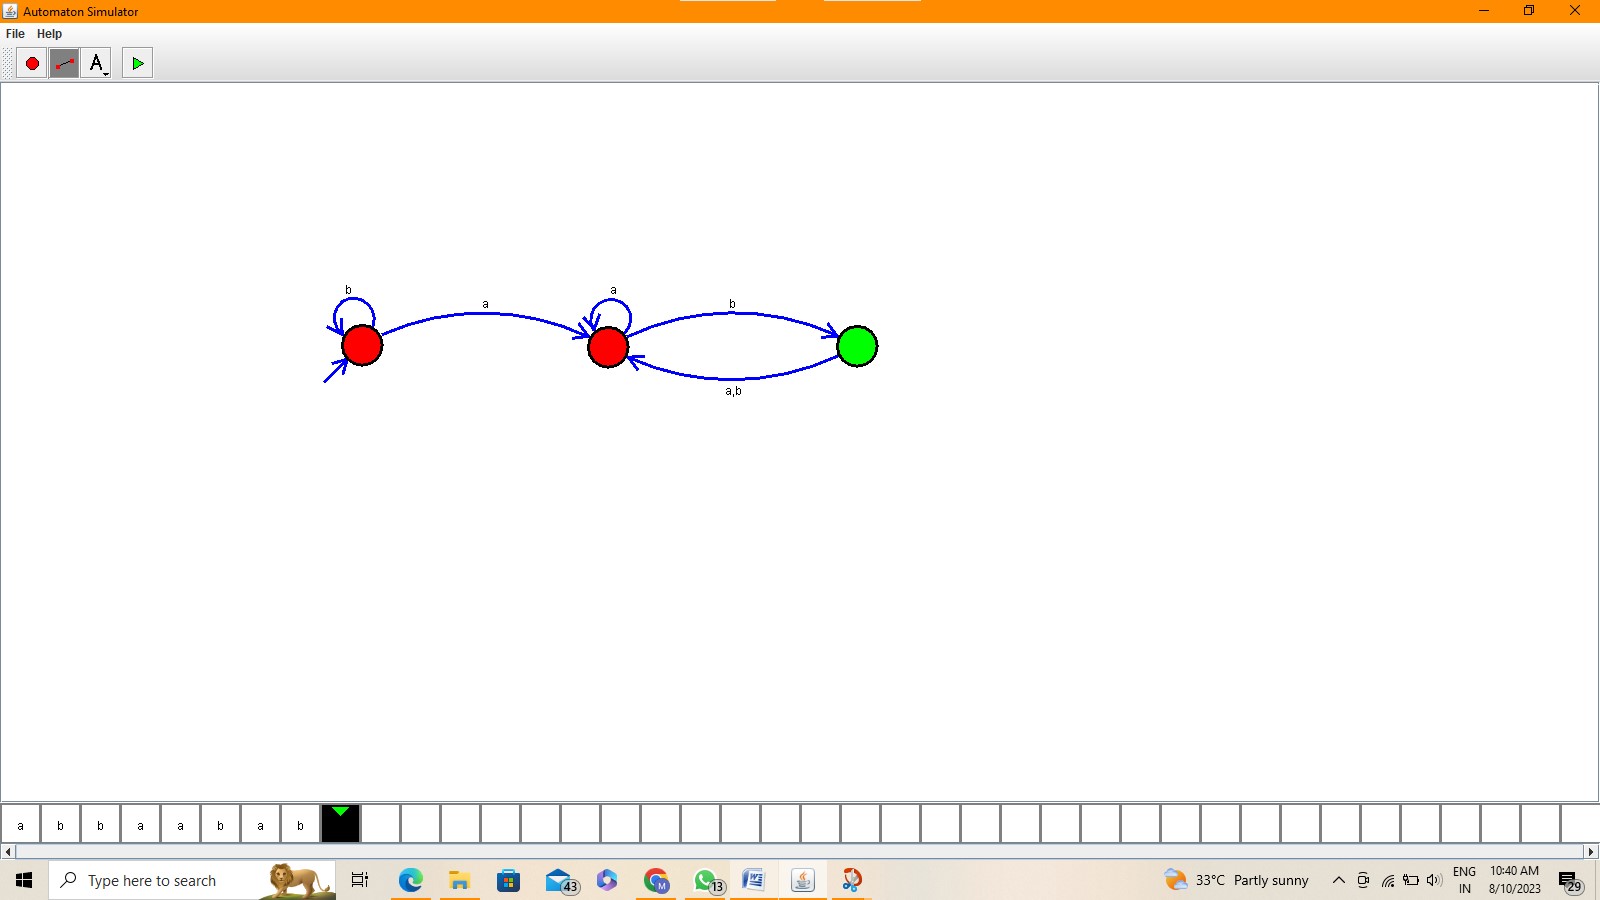 Automaton Simulator
File Help
A
b
a
a
b
a,b
a b b a a b a b
Type here to search
43
M
13
W
33°C Partly sunny
ENG
IN
10:40 AM
8/10/2023
29